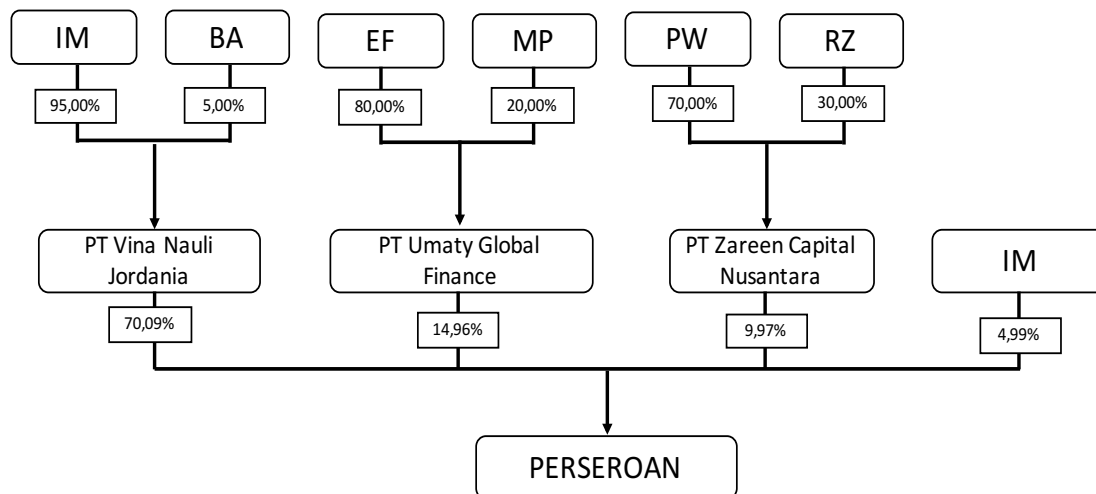 IM
BA
EF
MP
PW
RZ
95,00%
5,00%
80,00%
20,00%
70,00%
30,00%
PT Vina Nauli
Jordania
PT Umaty Global
Finance
PT Zareen Capital
Nusantara
IM
70,09%
14,96%
9,97%
4,99%
PERSEROAN